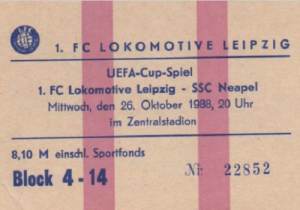 1. FC LOKOMOTIVE LEIPZIG
UEFA-Cup-Spiel
1. FC Lokomotive Leipzig - SSC Neapel
Mittwoch, den 26. Oktober 1988, 20 Uhr
im Zentralstadion
8,10 M einschl. Sportfonds
Block 4 - 14
№ 22852